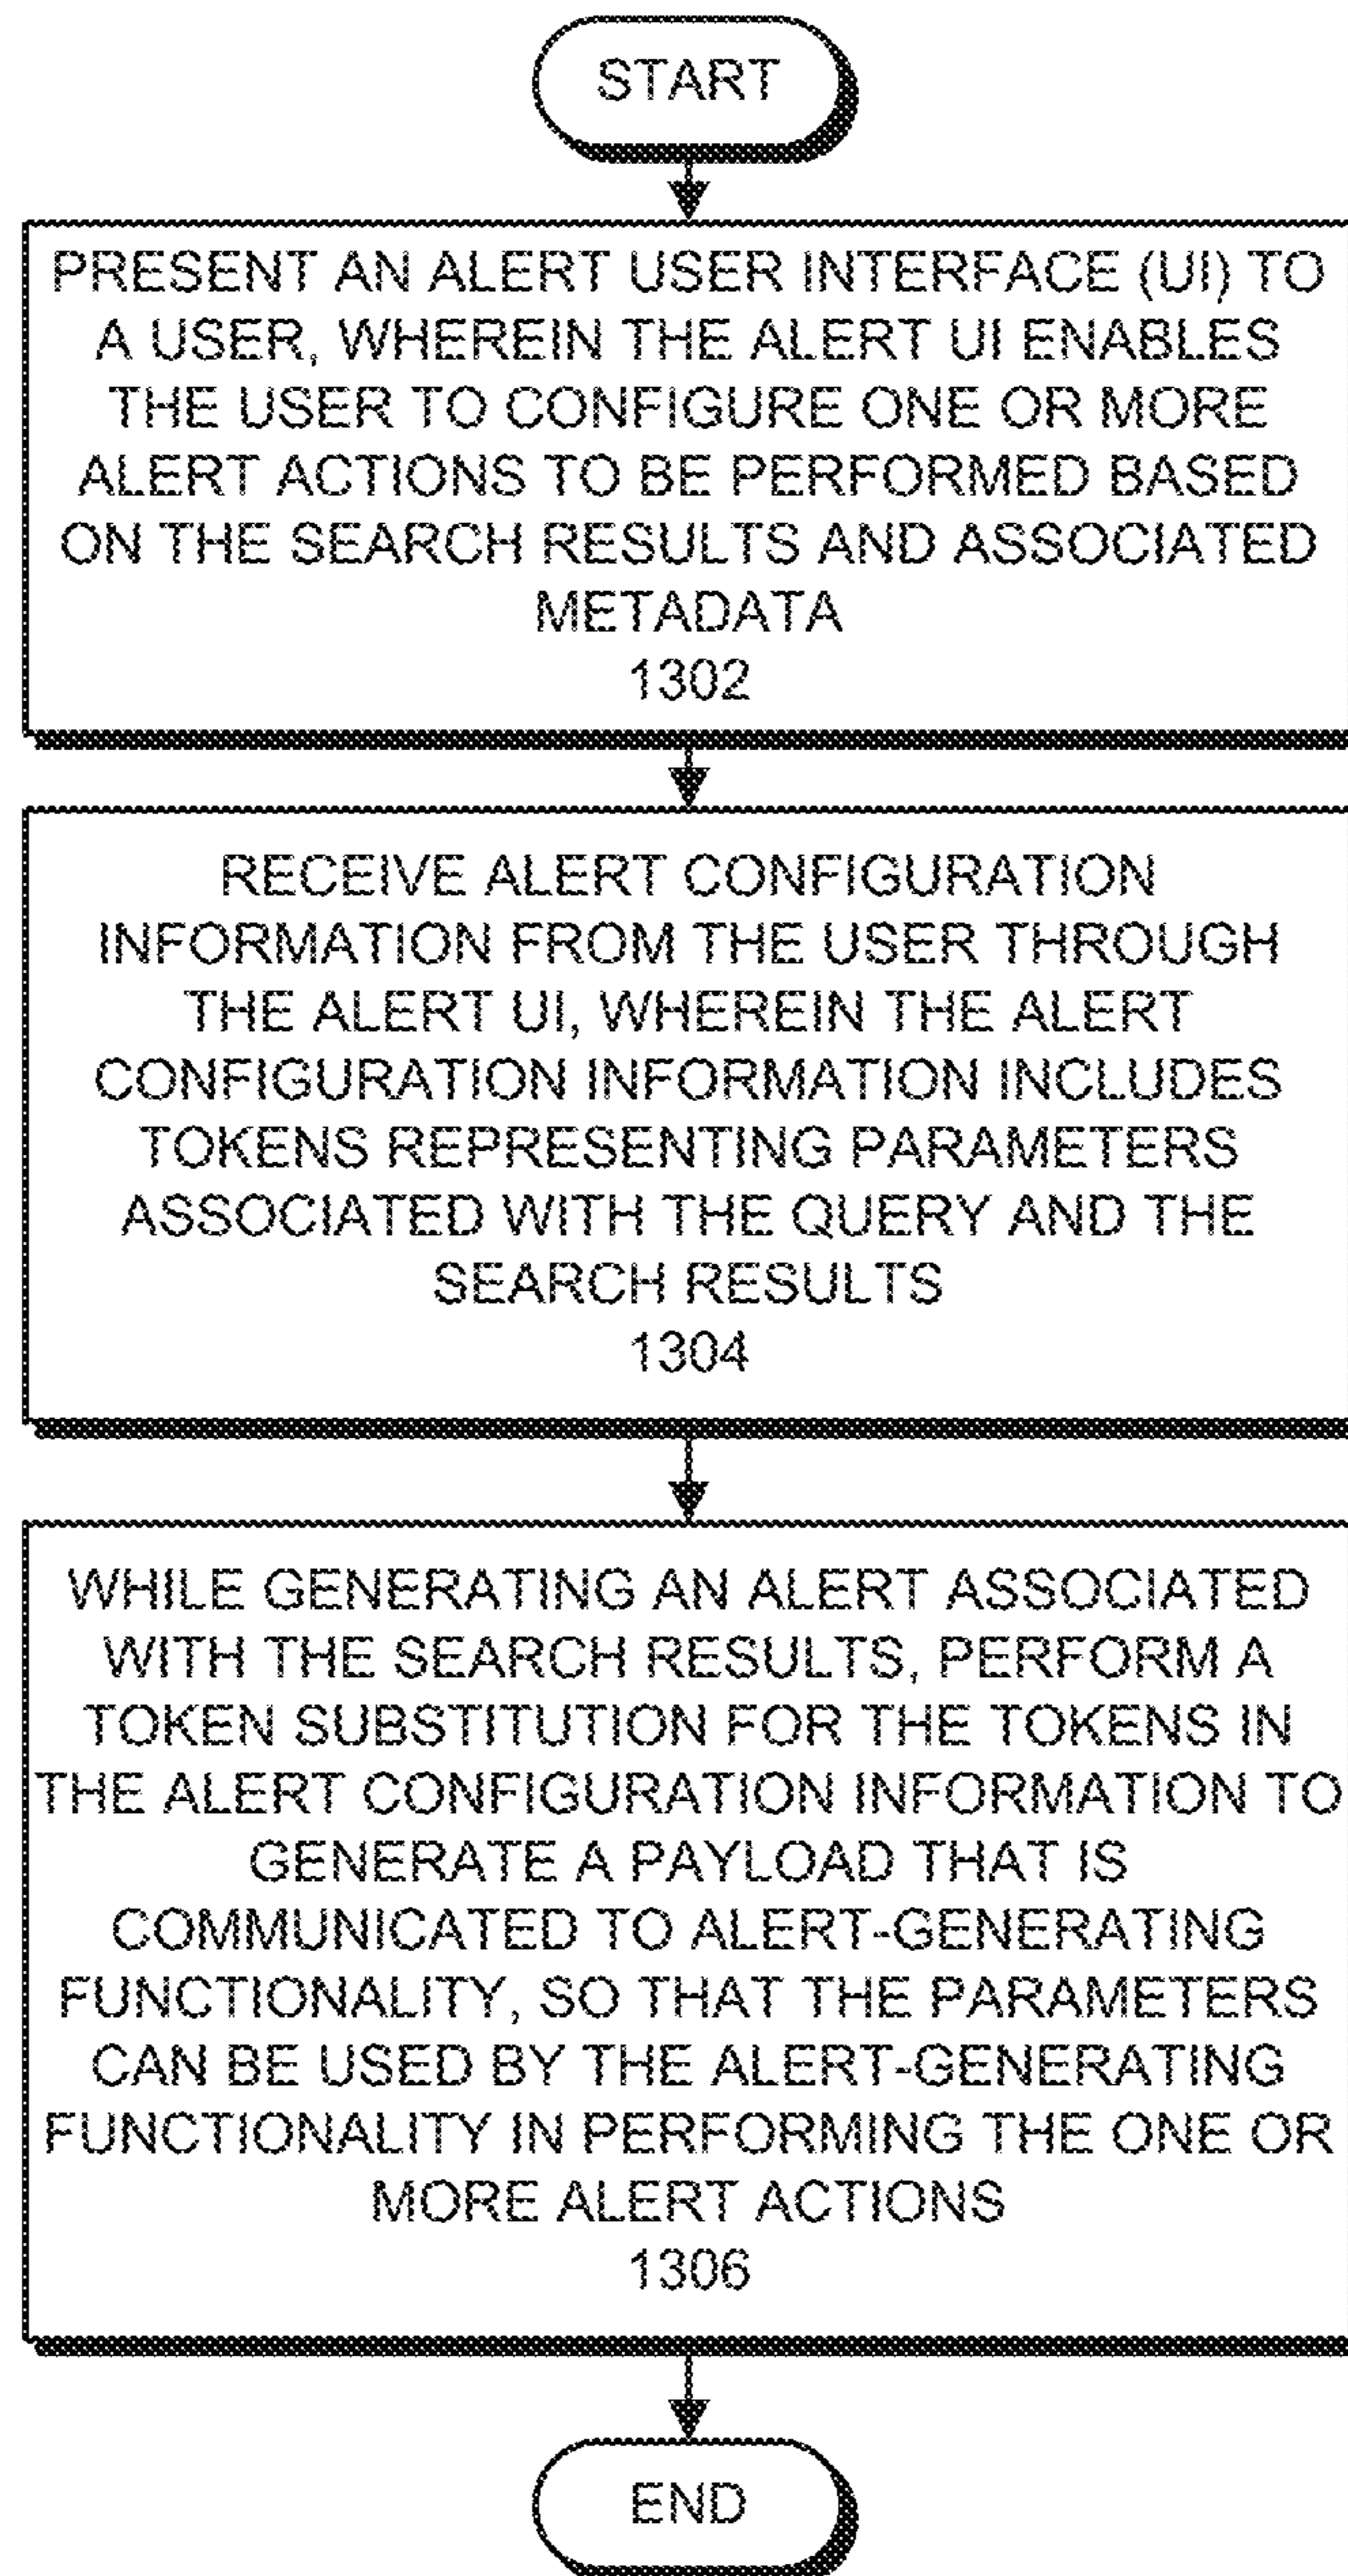 START
PRESENT AN ALERT USER INTERFACE (UI) TO
A USER, WHEREIN THE ALERT UI ENABLES
THE USER TO CONFIGURE ONE OR MORE
ALERT ACTIONS TO BE PERFORMED BASED
ON THE SEARCH RESULTS AND ASSOCIATED
METADATA
1302
RECEIVE ALERT CONFIGURATION
INFORMATION FROM THE USER THROUGH
THE ALERT UI, WHEREIN THE ALERT
CONFIGURATION INFORMATION INCLUDES
TOKENS REPRESENTING PARAMETERS
ASSOCIATED WITH THE QUERY AND THE
SEARCH RESULTS
1304
WHILE GENERATING AN ALERT ASSOCIATED
WITH THE SEARCH RESULTS, PERFORM A
TOKEN SUBSTITUTION FOR THE TOKENS IN
THE ALERT CONFIGURATION INFORMATION TO
GENERATE A PAYLOAD THAT IS
COMMUNICATED TO ALERT-GENERATING
FUNCTIONALITY, SO THAT THE PARAMETERS
CAN BE USED BY THE ALERT-GENERATING
FUNCTIONALITY IN PERFORMING THE ONE OR
MORE ALERT ACTIONS
1306
END